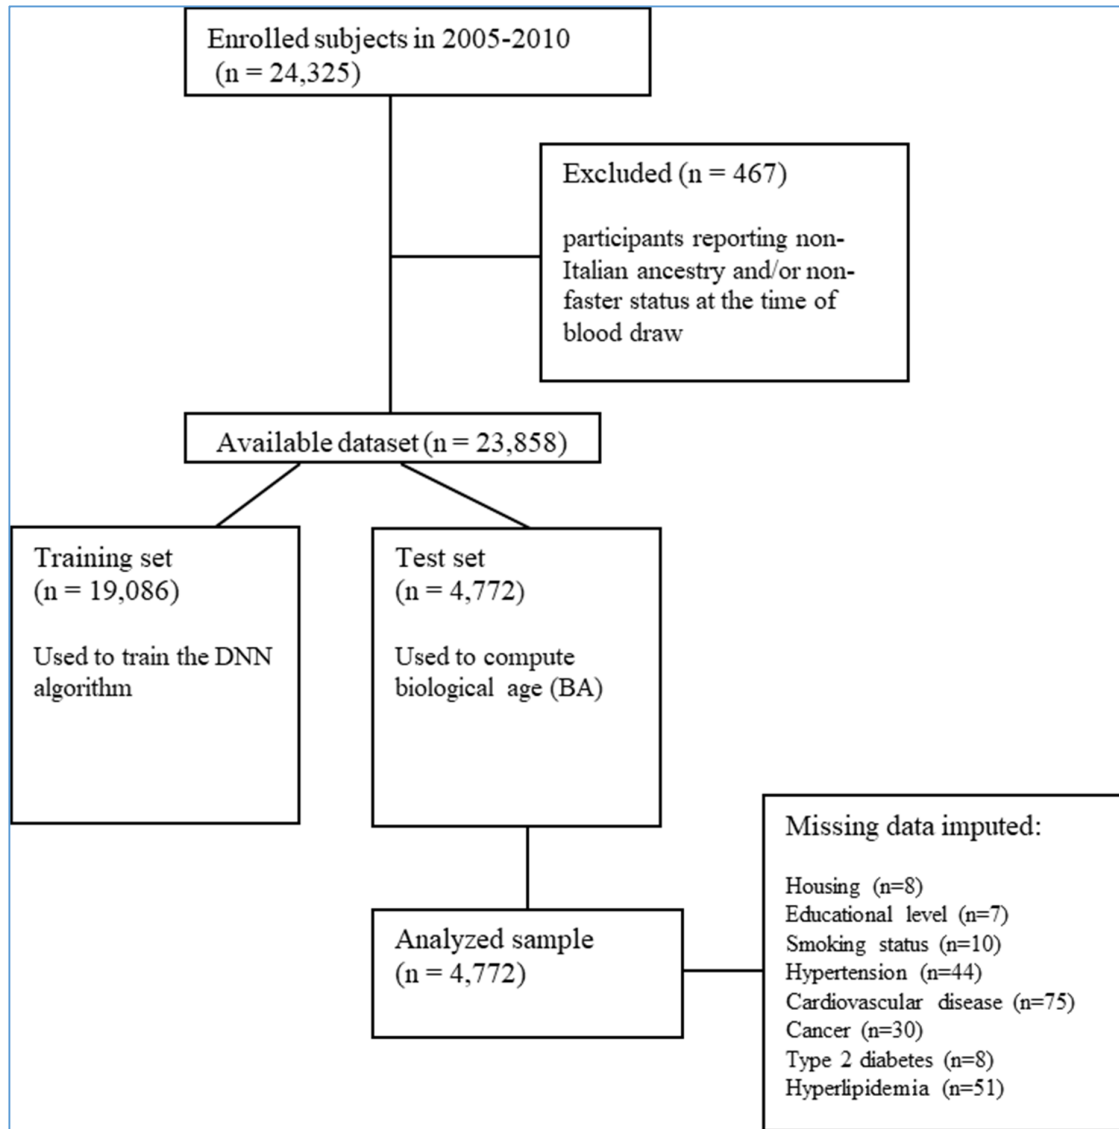 Enrolled subjects in 2005-2010
(n = 24,325)
Excluded (n = 467)
participants reporting non-
Italian ancestry and/or non-
faster status at the time of
blood draw
Available dataset (n = 23,858)
Training set
(n = 19,086)
Used to train the DNN
algorithm
Test set
(n = 4,772)
Used to compute
biological age (BA)
Analyzed sample
(n = 4,772)
Missing data imputed:
Housing (n=8)
Educational level (n=7)
Smoking status (n=10)
Hypertension (n=44)
Cardiovascular disease (n=75)
Cancer (n=30)
Type 2 diabetes (n=8)
Hyperlipidemia (n=51)